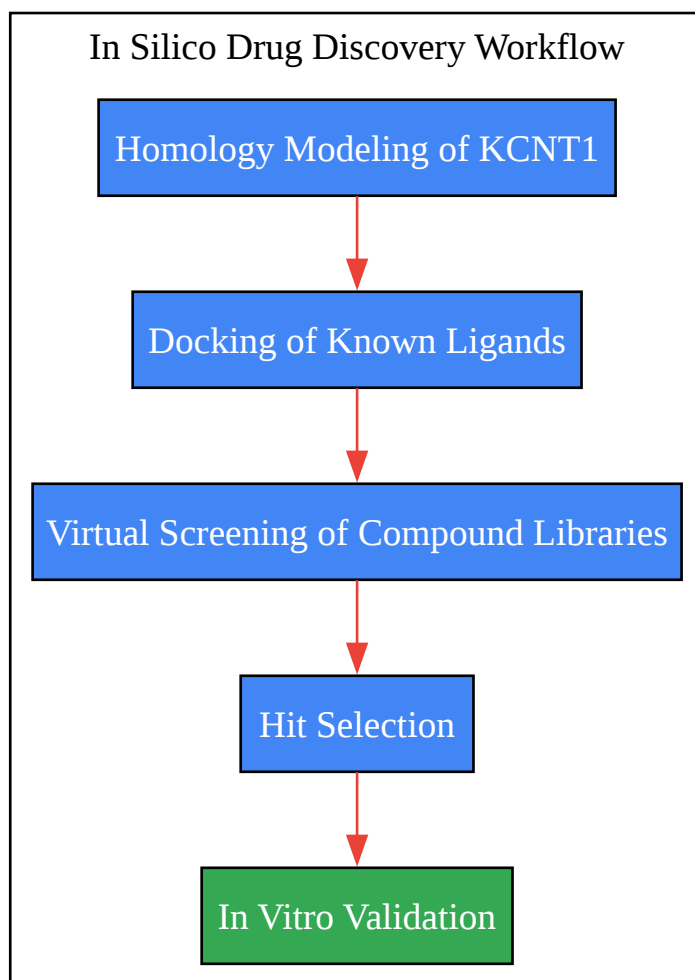 In Silico Drug Discovery Workflow
Homology Modeling of KCNT1
Docking of Known Ligands
Virtual Screening of Compound Libraries
Hit Selection
In Vitro Validation